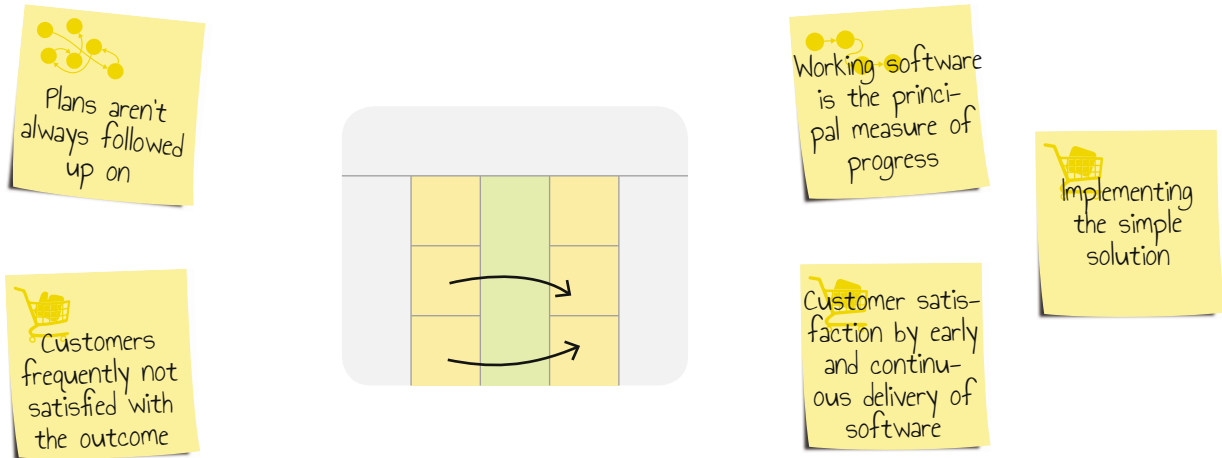 Plans aren't
always followed
up on
Customers
frequently not
satisfied with
the outcome
Working software
is the princi-
pal measure of
progress
Customer satis-
faction by early
and continu-
ous delivery of
software
Implementing
the simple
solution